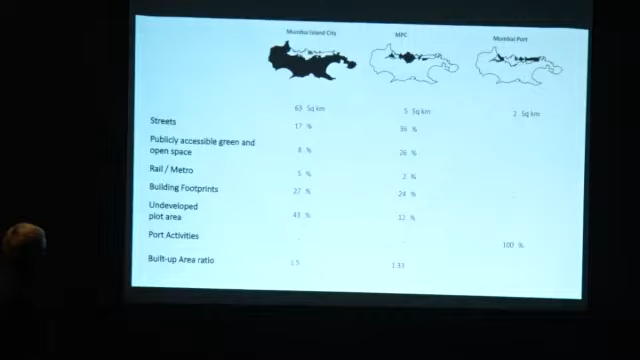 Mumbai Island City MPC Mumbai Port
63 Sq km 5 Sq km 2 Sq km
Streets 17 % 36 %
Publicly accessible green and
open space 8 % 26 %
Rail / Metro 5 % 2 %
Building Footprints 27 % 24 %
Undeveloped
plot area 43 % 12 %
Port Activities - - 100 %
Built-up Area ratio 1.5 1.33